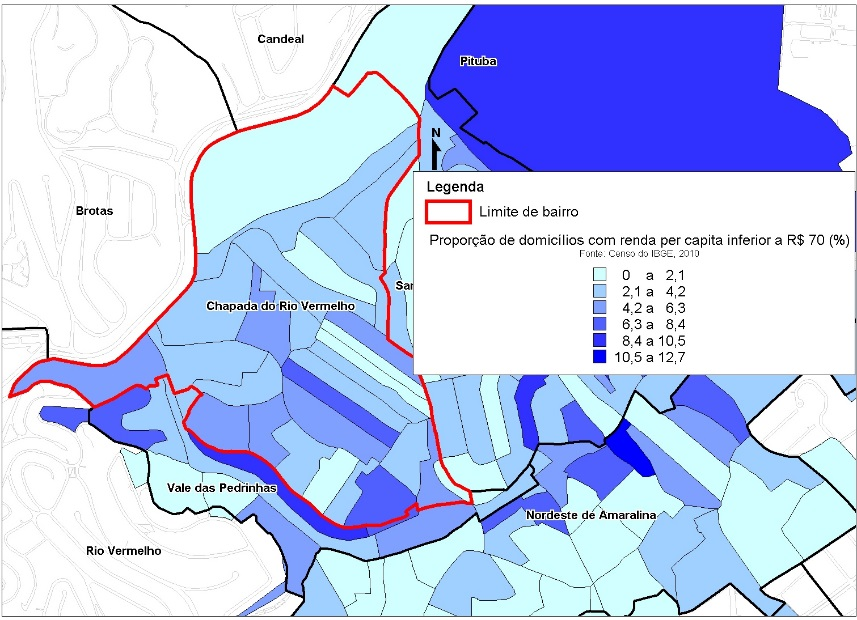 Candeal
Pituba
N
Brotas
Legenda
Limite de bairro
Proporção de domicílios com renda per capita inferior a R$ 70 (%)
Fonte: Censo do IBGE, 2010
0 a 2,1
2,1 a 4,2
4,2 a 6,3
6,3 a 8,4
8,4 a 10,5
10,5 a 12,7
San
Chapada do Rio Vermelho
Vale das Pedrinhas
Nordeste de Amaralina
Rio Vermelho